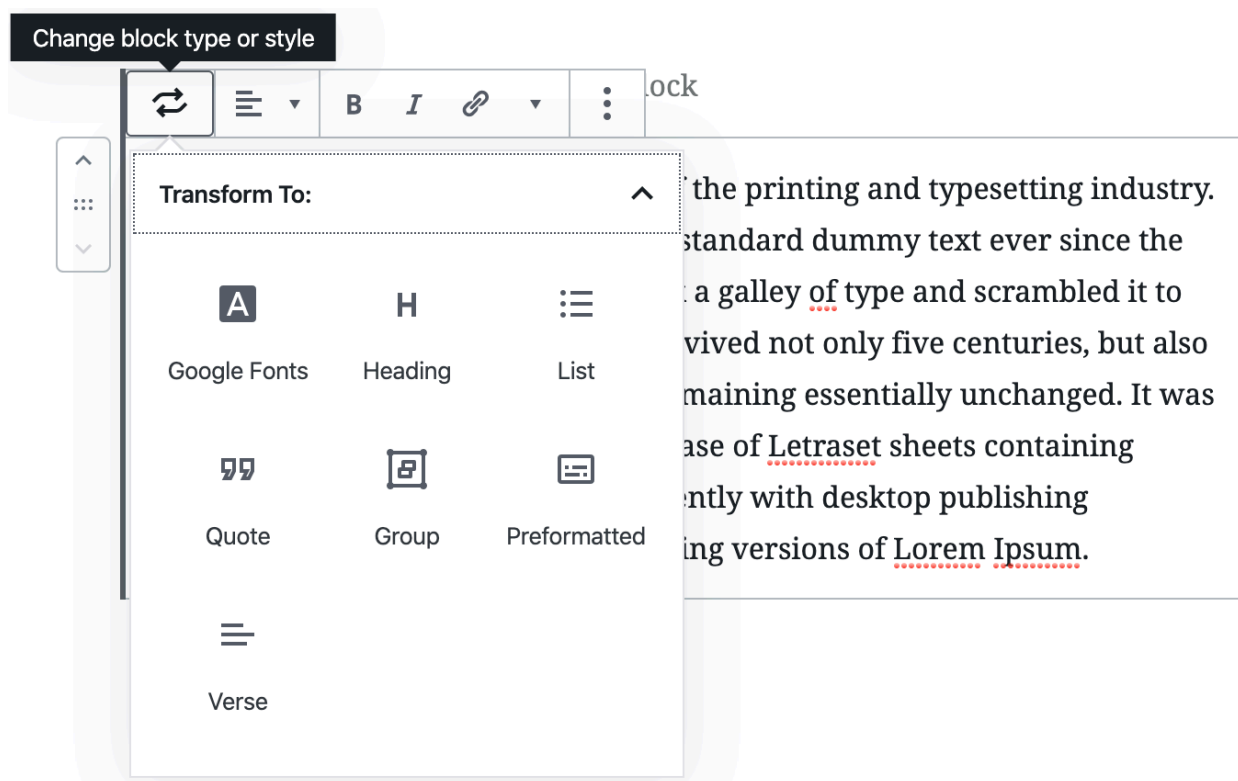 Change block type or style
B I
lock
Transform To:
the printing and typesetting industry.
standard dummy text ever since the
a galley of type and scrambled it to
vived not only five centuries, but also
maining essentially unchanged. It was
ase of Letraset sheets containing
ently with desktop publishing
ing versions of Lorem Ipsum.
A H
Google Fonts Heading List
Quote Group Preformatted
Verse